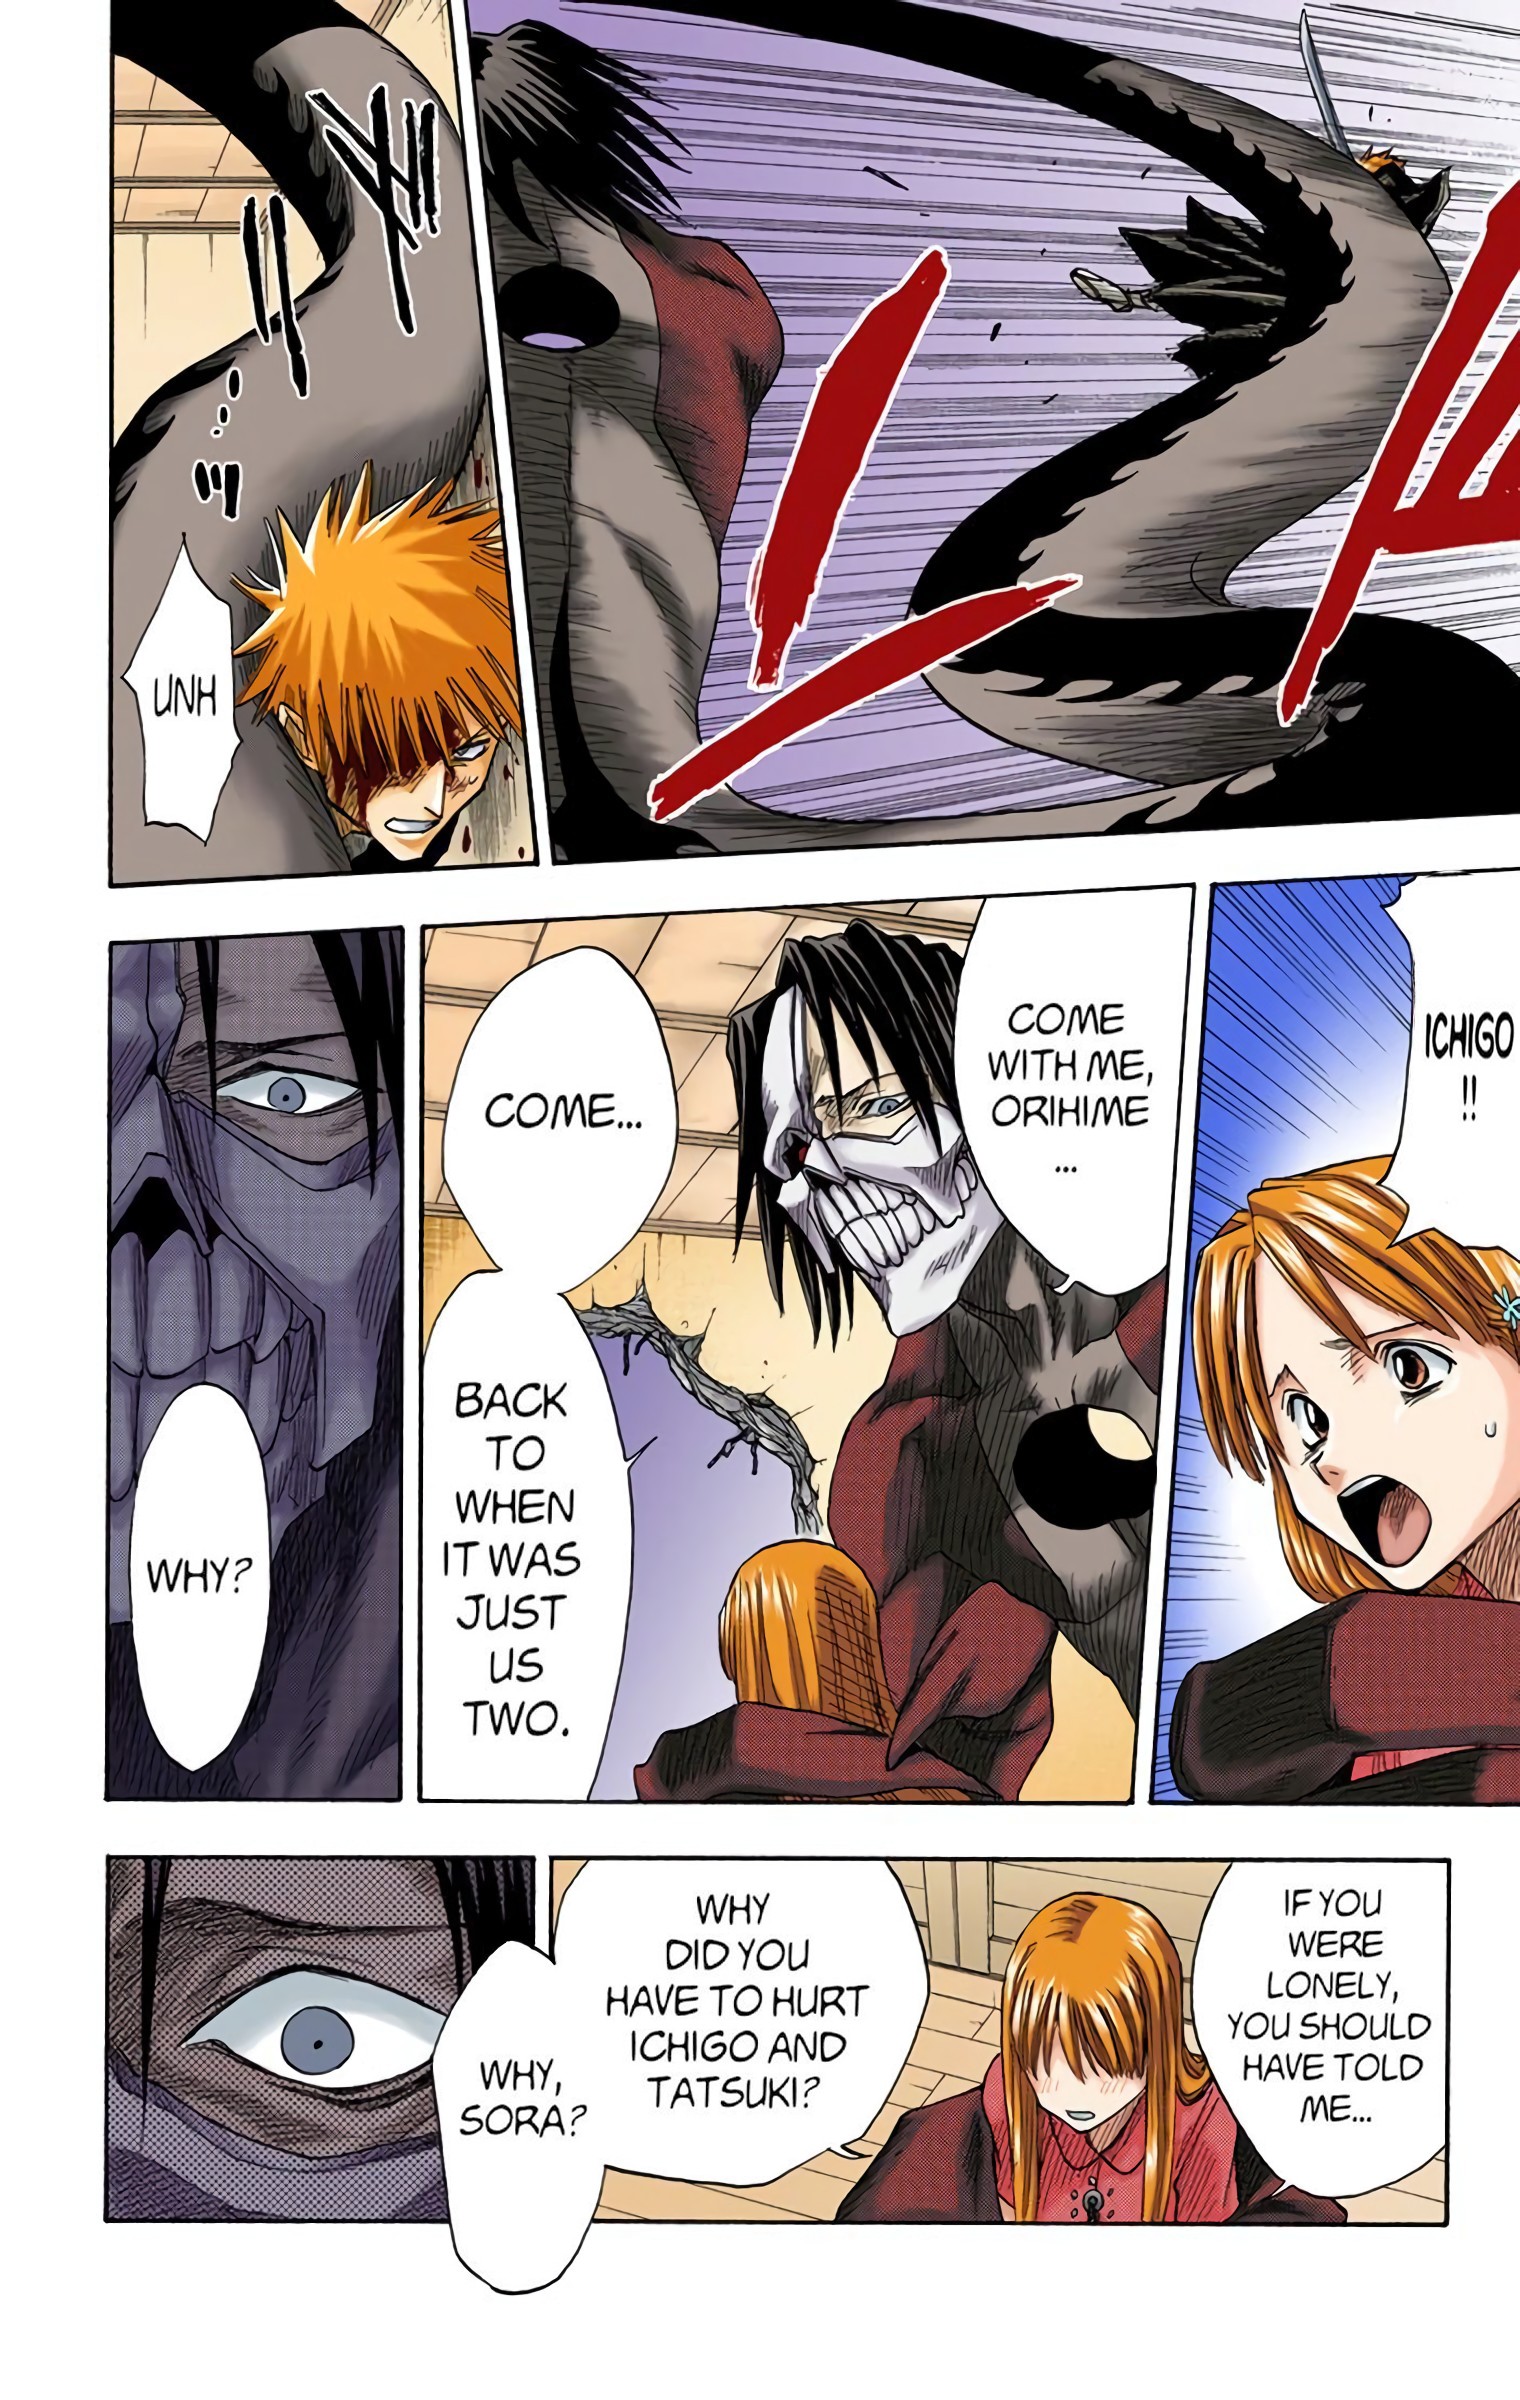 UNH
ICHIGO
!!
COME
WITH ME,
ORIHIME
...
COME...
BACK
TO
WHEN
IT WAS
JUST
US
TWO.
WHY?
IF YOU
WERE
LONELY,
YOU SHOULD
HAVE TOLD
ME...
WHY
DID YOU
HAVE TO HURT
ICHIGO AND
TATSUKI?
WHY,
SORA?